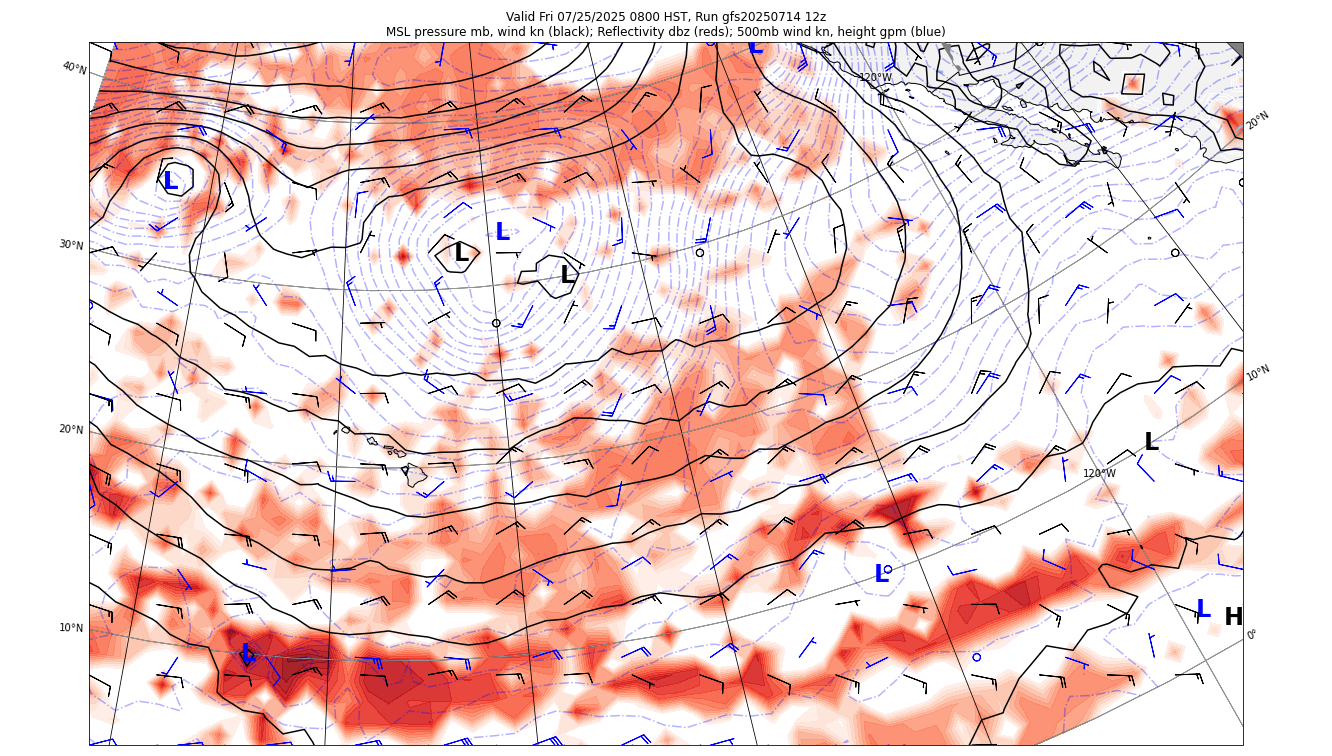 Valid Fri 07/25/2025 0800 HST, Run gfs20250714 12z
MSL pressure mb, wind kn (black); Reflectivity dbz (reds); 500mb wind kn, height gpm (blue)
L
40°N
120°W
20°N
L
L
30°N
L
L
10°N
20°N
L
120°W
L
L
H
10°N
0°
L